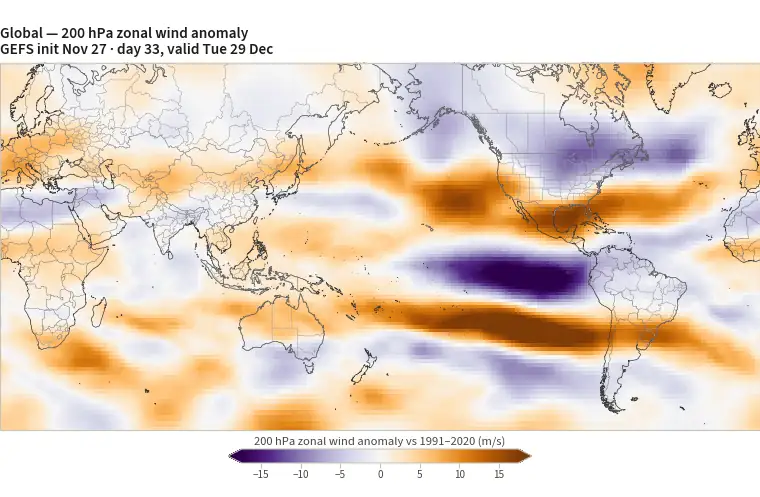 Global — 200 hPa zonal wind anomaly
GEFS init Nov 27 · day 33, valid Tue 29 Dec
200 hPa zonal wind anomaly vs 1991–2020 (m/s)
−15 −10 −5 0 5 10 15